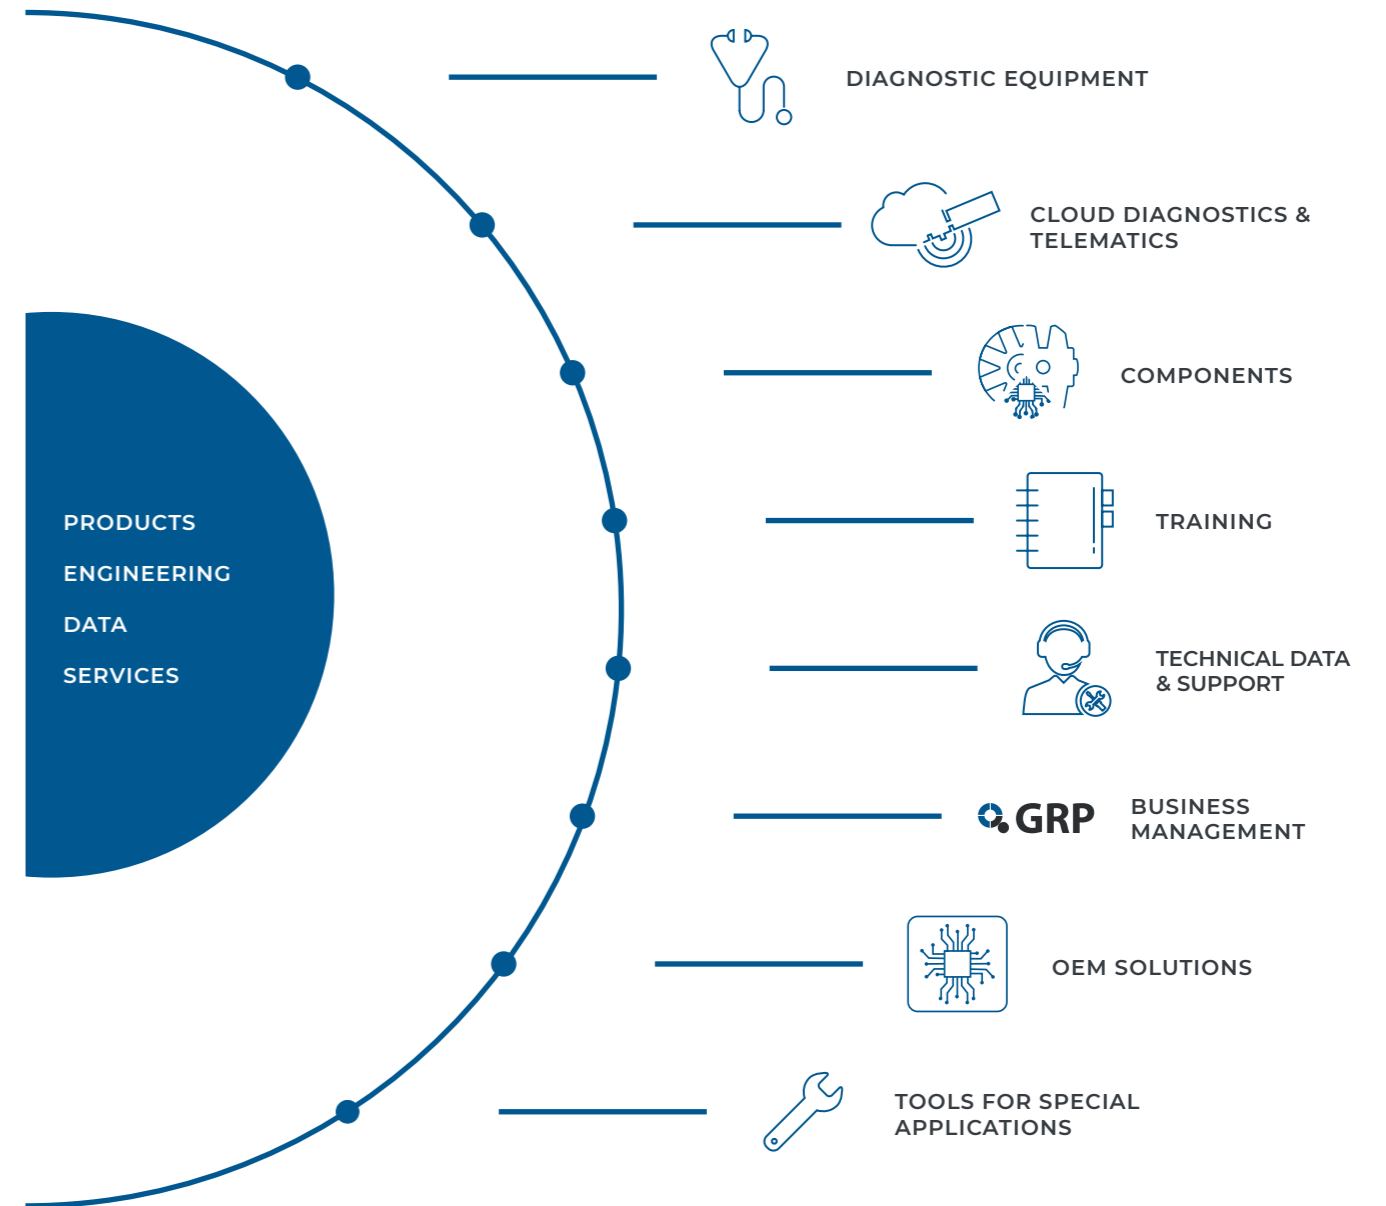 DIAGNOSTIC EQUIPMENT
CLOUD DIAGNOSTICS &
TELEMATICS
COMPONENTS
PRODUCTS
ENGINEERING
DATA
SERVICES
TRAINING
TECHNICAL DATA
& SUPPORT
GRP
BUSINESS
MANAGEMENT
OEM SOLUTIONS
TOOLS FOR SPECIAL
APPLICATIONS